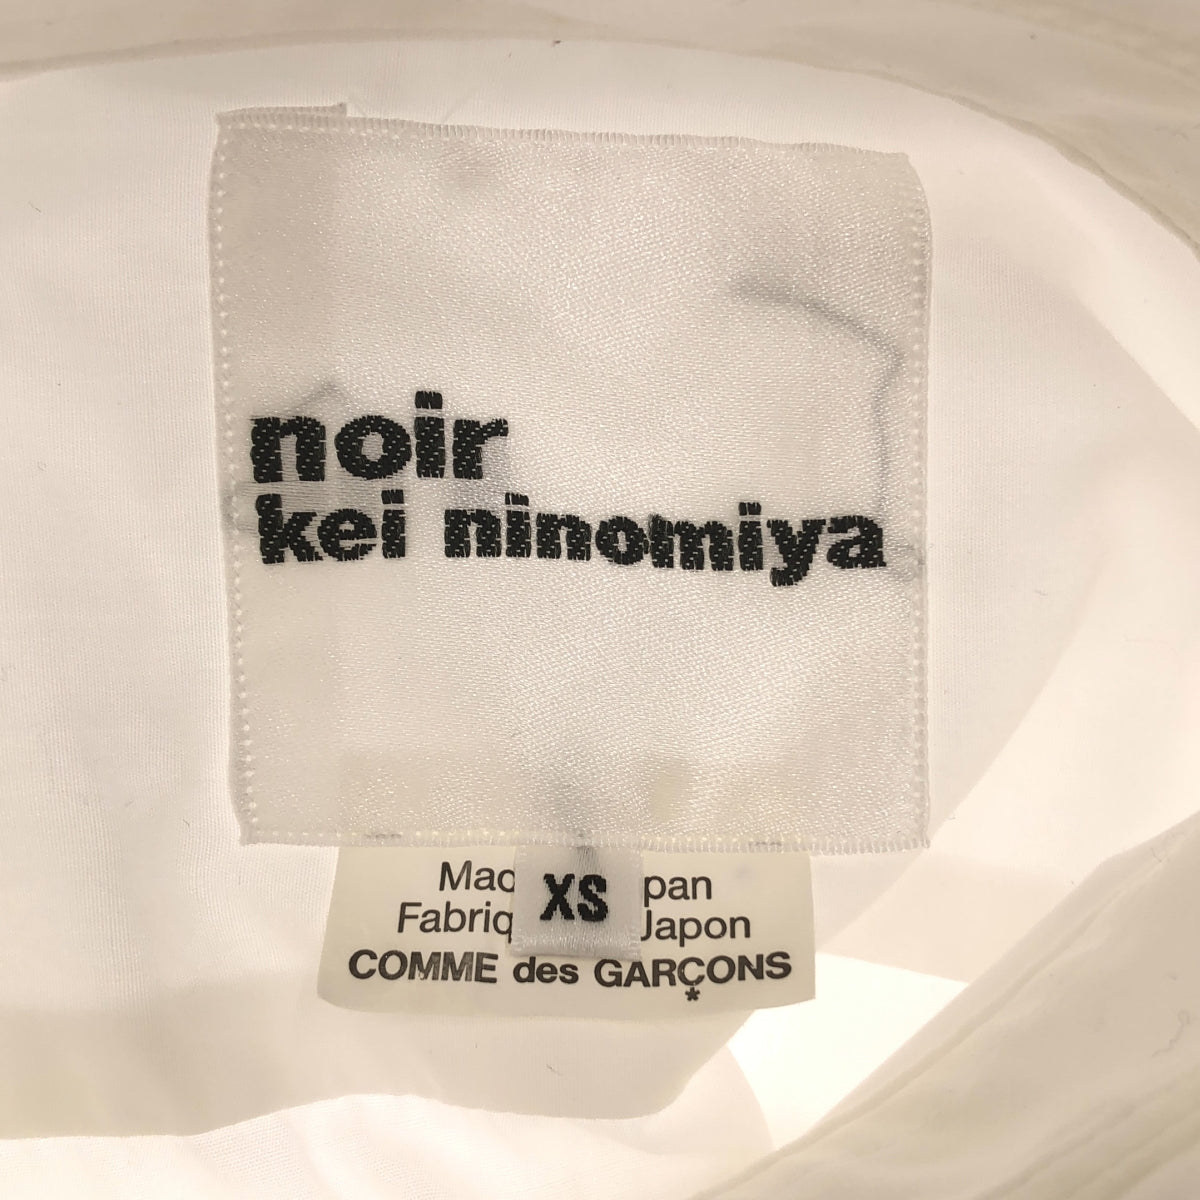 noir
kei ninomiya
XS
Mad pan
Fabriq Japon
COMME des GARÇONS
*